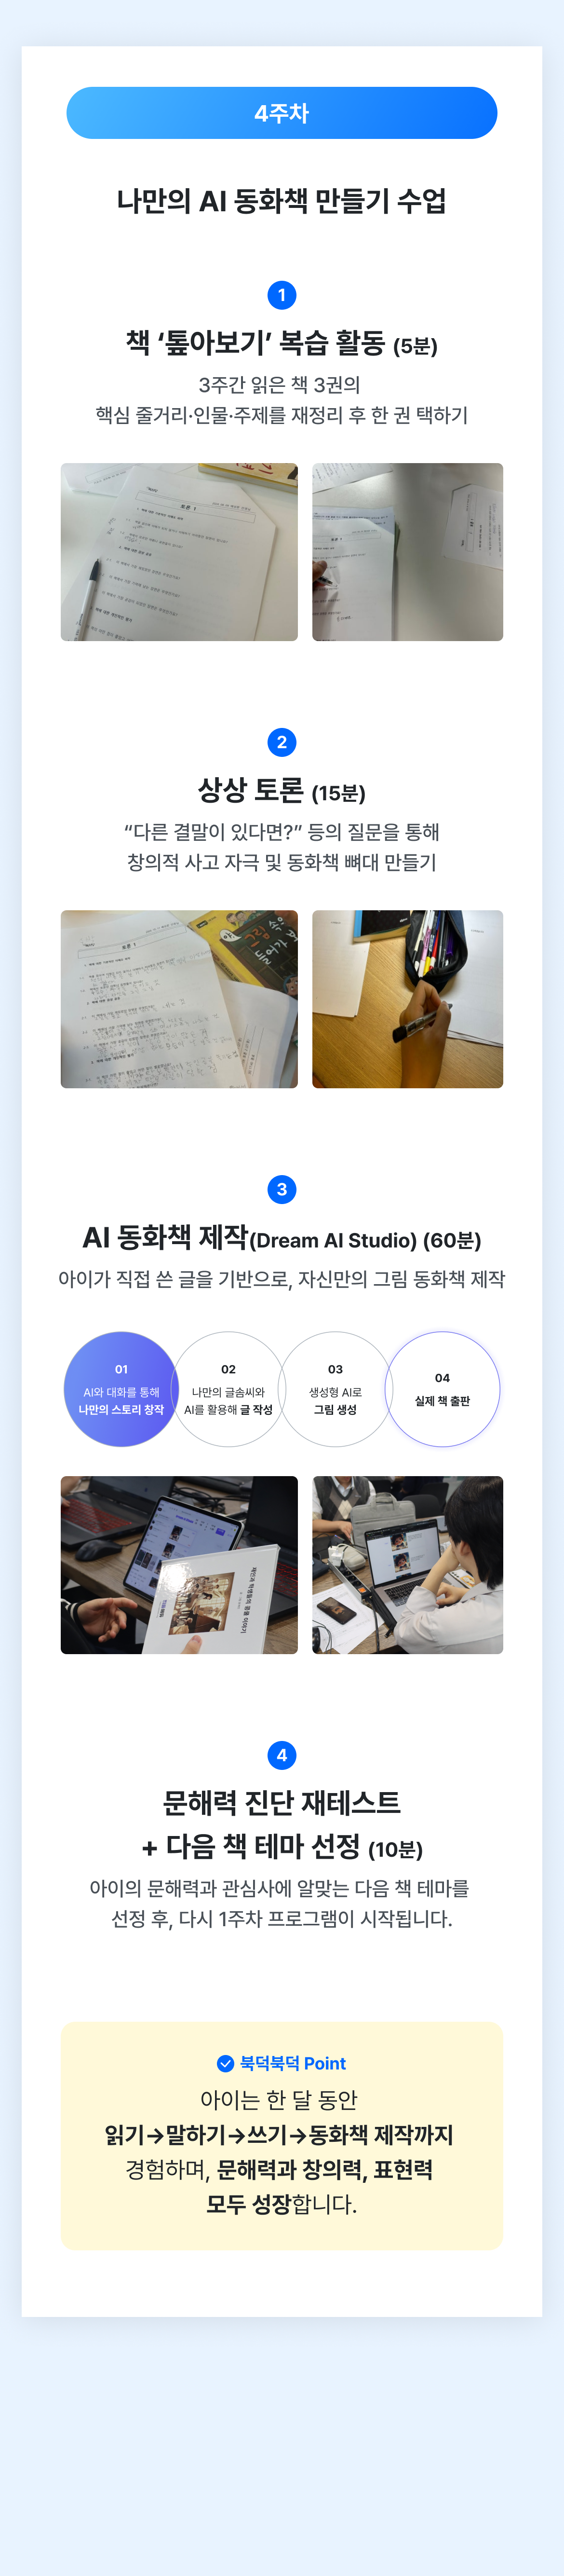 4주차
나만의 AI 동화책 만들기 수업
1
책 ‘톺아보기’ 복습 활동 (5분)
3주간 읽은 책 3권의
핵심 줄거리·인물·주제를 재정리 후 한 권 택하기
토론 1
2
상상 토론 (15분)
“다른 결말이 있다면?” 등의 질문을 통해
창의적 사고 자극 및 동화책 뼈대 만들기
토론 1
3
AI 동화책 제작(Dream AI Studio) (60분)
아이가 직접 쓴 글을 기반으로, 자신만의 그림 동화책 제작
01
AI와 대화를 통해
나만의 스토리 창작
02
나만의 글솜씨와
AI를 활용해 글 작성
03
생성형 AI로
그림 생성
04
실제 책 출판
4
문해력 진단 재테스트
+ 다음 책 테마 선정 (10분)
아이의 문해력과 관심사에 알맞는 다음 책 테마를
선정 후, 다시 1주차 프로그램이 시작됩니다.
북덕북덕 Point
아이는 한 달 동안
읽기→말하기→쓰기→동화책 제작까지
경험하며, 문해력과 창의력, 표현력
모두 성장합니다.